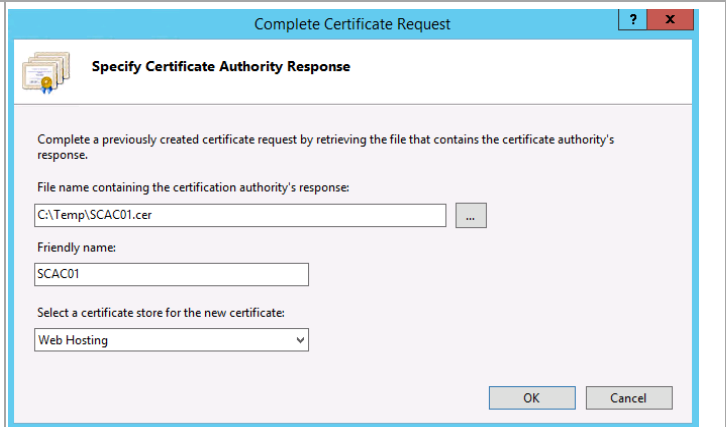 Complete Certificate Request
? x
Specify Certificate Authority Response
Complete a previously created certificate request by retrieving the file that contains the certificate authority's
response.
File name containing the certification authority's response:
C:\Temp\SCAC01.cer
...
Friendly name:
SCAC01
Select a certificate store for the new certificate:
Web Hosting
OK Cancel